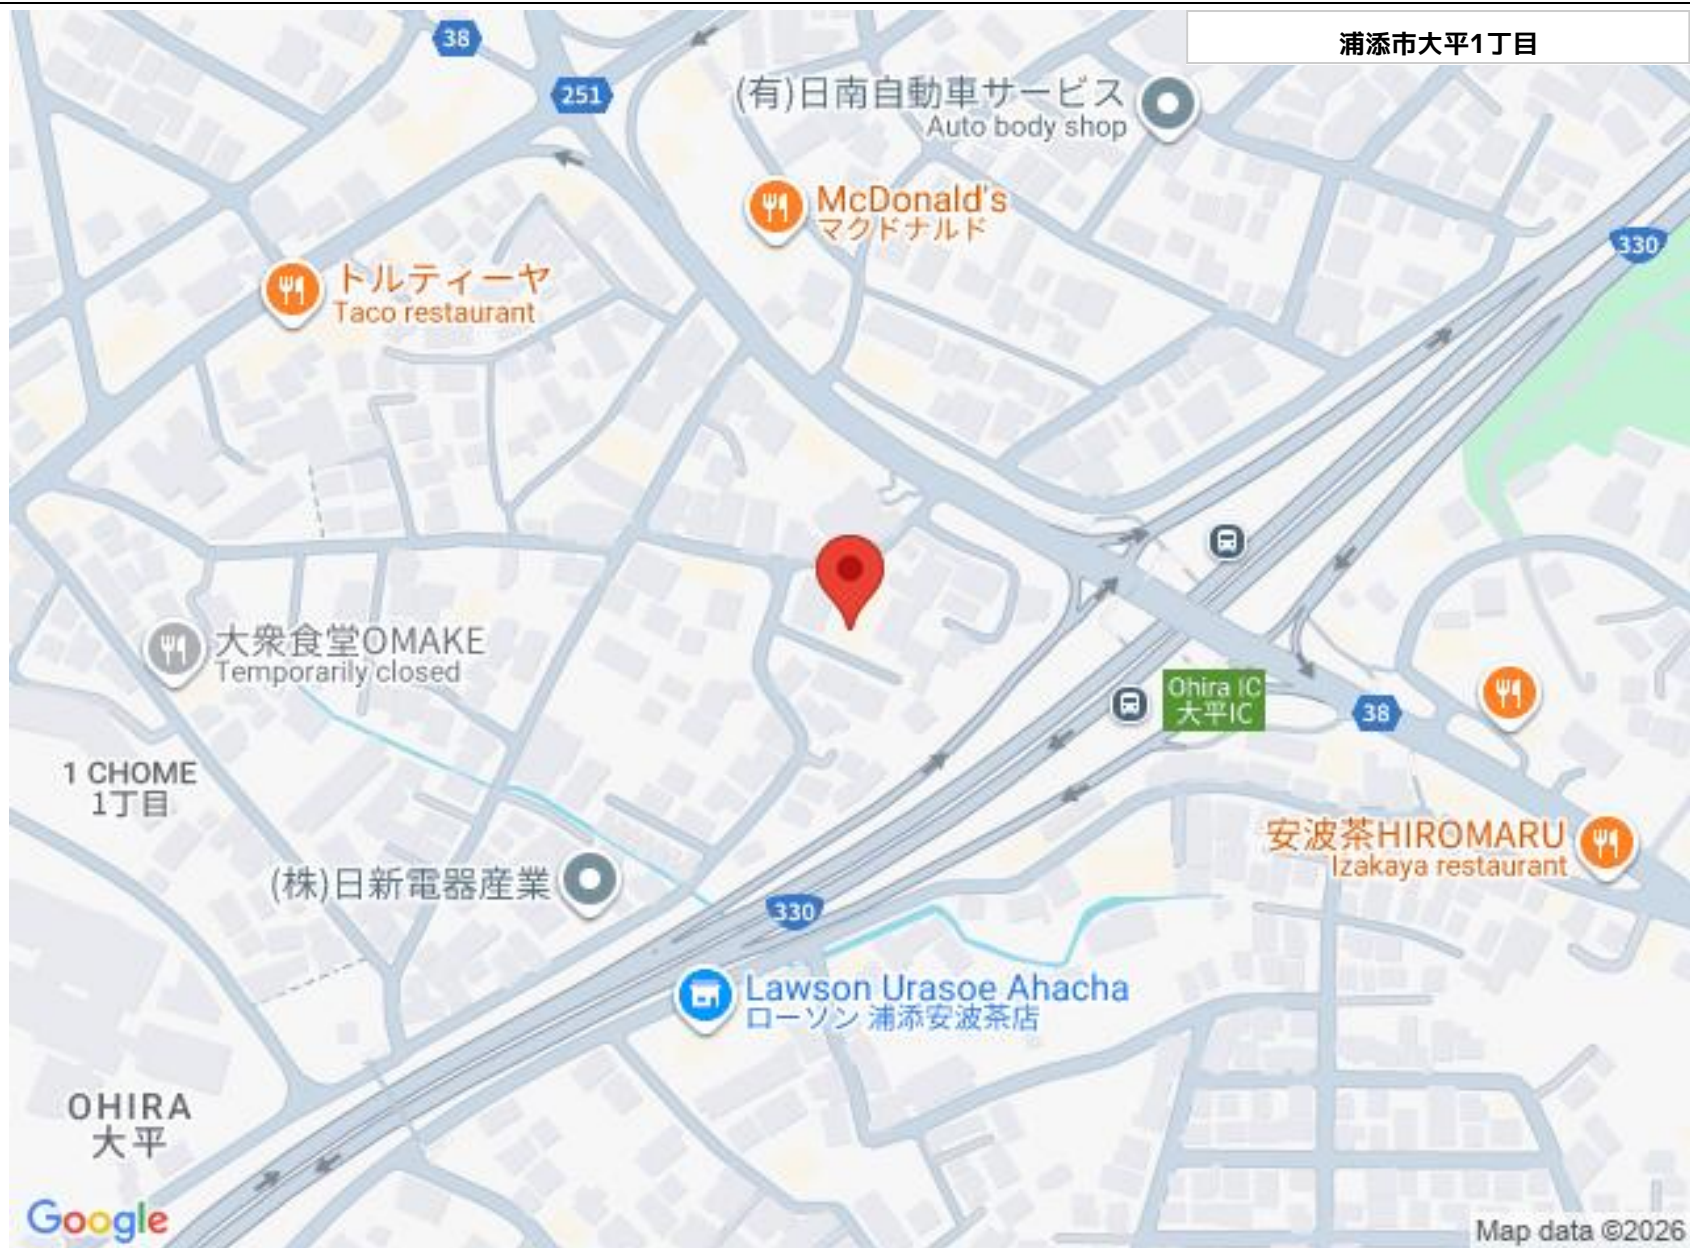 浦添市大平1丁目
38
251
(有)日南自動車サービス
Auto body shop
McDonald's
マクドナルド
330
トルティーヤ
Taco restaurant
大衆食堂OMAKE
Temporarily closed
Ohira IC
大平IC
38
1 CHOME
1丁目
安波茶HIROMARU
Izakaya restaurant
(株)日新電器産業
330
Lawson Urasoe Ahacha
ローソン 浦添安波茶店
OHIRA
大平
Google
Map data ©2026